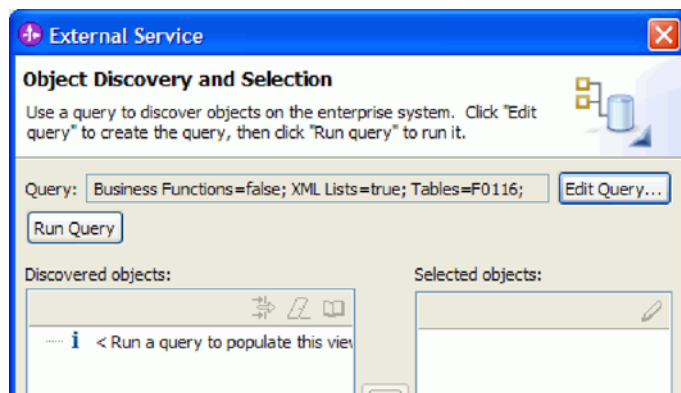 External Service
Object Discovery and Selection
Use a query to discover objects on the enterprise system. Click "Edit
query" to create the query, then click "Run query" to run it.
Query: Business Functions=false; XML Lists=true; Tables=F0116; Edit Query...
Run Query
Discovered objects: Selected objects:
< Run a query to populate this view